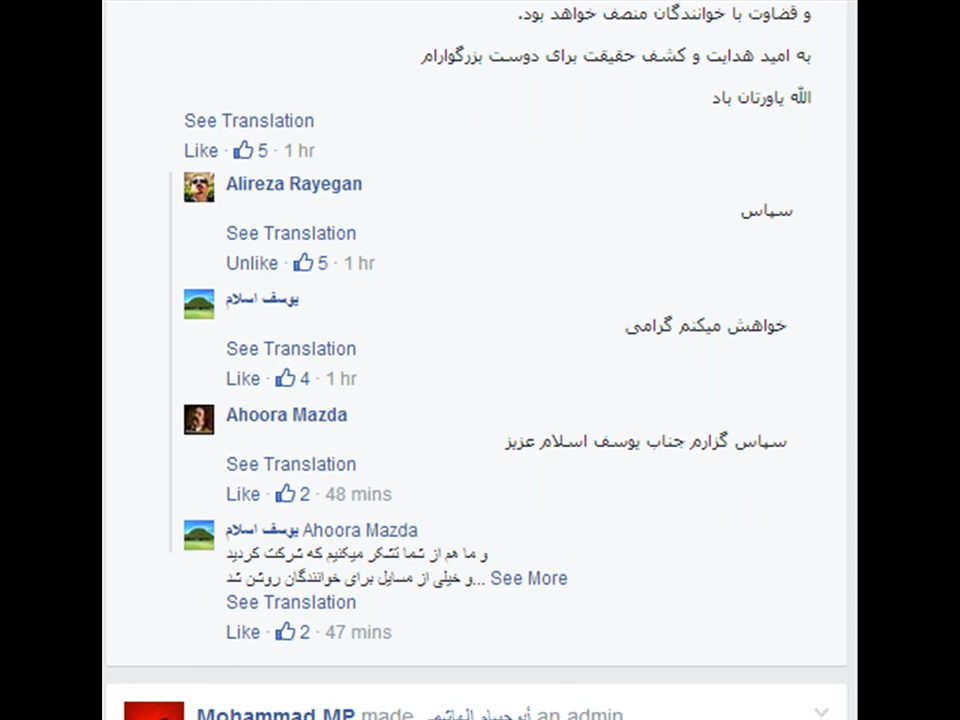 و قضاوت با خوانندگان منصف خواهد بود.
به امید هدایت و کشف حقیقت برای دوست بزرگوارام
الله یاورتان باد
See Translation
Like · 5 · 1 hr
Alireza Rayegan
سپاس
See Translation
Unlike · 5 · 1 hr
یوسف اسلام
خواهش میکنم گرامی
See Translation
Like · 4 · 1 hr
Ahoora Mazda
سپاس گزارم جناب یوسف اسلام عزیز
See Translation
Like · 2 · 48 mins
یوسف اسلام Ahoora Mazda
و ما هم از شما تشکر میکنیم که شرکت کردید
و خیلی از مسایل برای خوانندگان روشن شد... See More
See Translation
Like · 2 · 47 mins
Mohammad MP made أبو حسام الهاشمي an admin